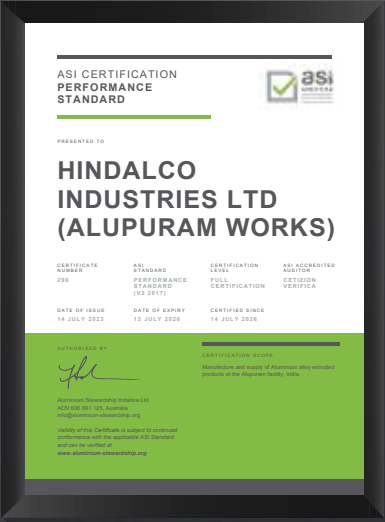 ASI CERTIFICATION
PERFORMANCE
STANDARD
asi
PRESENTED TO
HINDALCO
INDUSTRIES LTD
(ALUPURAM WORKS)
CERTIFICATE NUMBER
ASI STANDARD
CERTIFICATION LEVEL
ASI ACCREDITED AUDITOR
296
PERFORMANCE STANDARD (V2 2017)
FULL CERTIFICATION
CETIZION VERIFICA
DATE OF ISSUE
DATE OF EXPIRY
CERTIFIED SINCE
14 JULY 2023
13 JULY 2026
14 JULY 2026
AUTHORISED BY
CERTIFICATION SCOPE
Manufacture and supply of Aluminium alloy extruded
products at the Alupuram facility, India.
Aluminium Stewardship Initiative Ltd
ACN 606 661 125, Australia
info@aluminium-stewardship.org
Validity of this Certificate is subject to continued
conformance with the applicable ASI Standard
and can be verified at
www.aluminium-stewardship.org